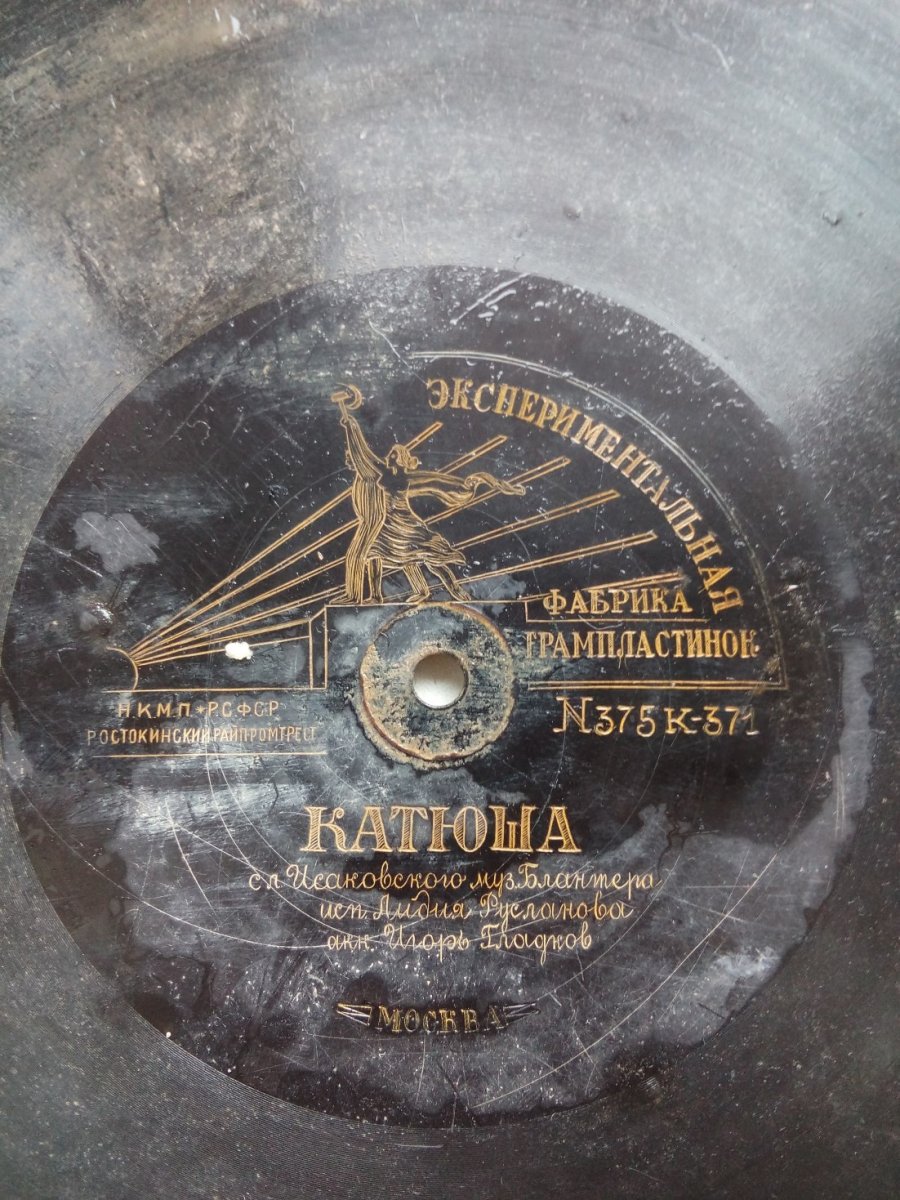 ЭКСПЕРИМЕНТАЛЬНАЯ
ФАБРИКА
ГРАМПЛАСТИНОК
Н.К.М.П.*РСФСР
РОСТОКИНСКИЙ РАЙПРОМТРЕСТ
N375 К-371
КАТЮША
сл Исаковского муз. Блантера
исп. Лидия Русланова
акк. Игорь Гладков
МОСКВА